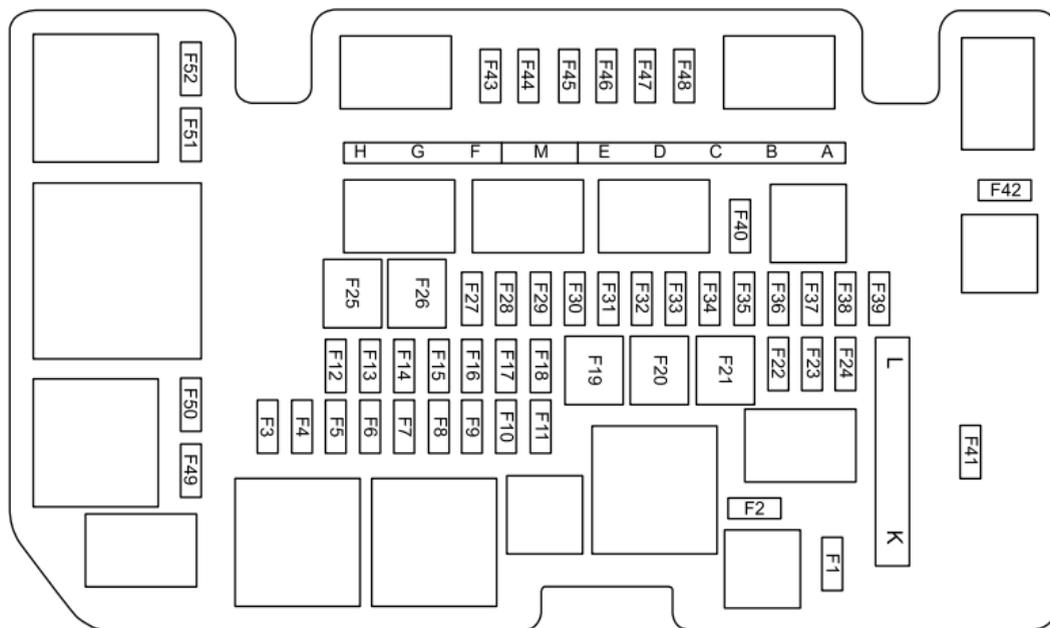 F52
F51
F43 F44 F45 F46 F47 F48
H G F M E D C B A
F42
F40
F25 F26 F27 F28 F29 F30 F31 F32 F33 F34 F35 F36 F37 F38 F39
F12 F13 F14 F15 F16 F17 F18 F19 F20 F21 F22 F23 F24 L
F50
F3 F4 F5 F6 F7 F8 F9 F10 F11
F49
F41
F2
K
F1